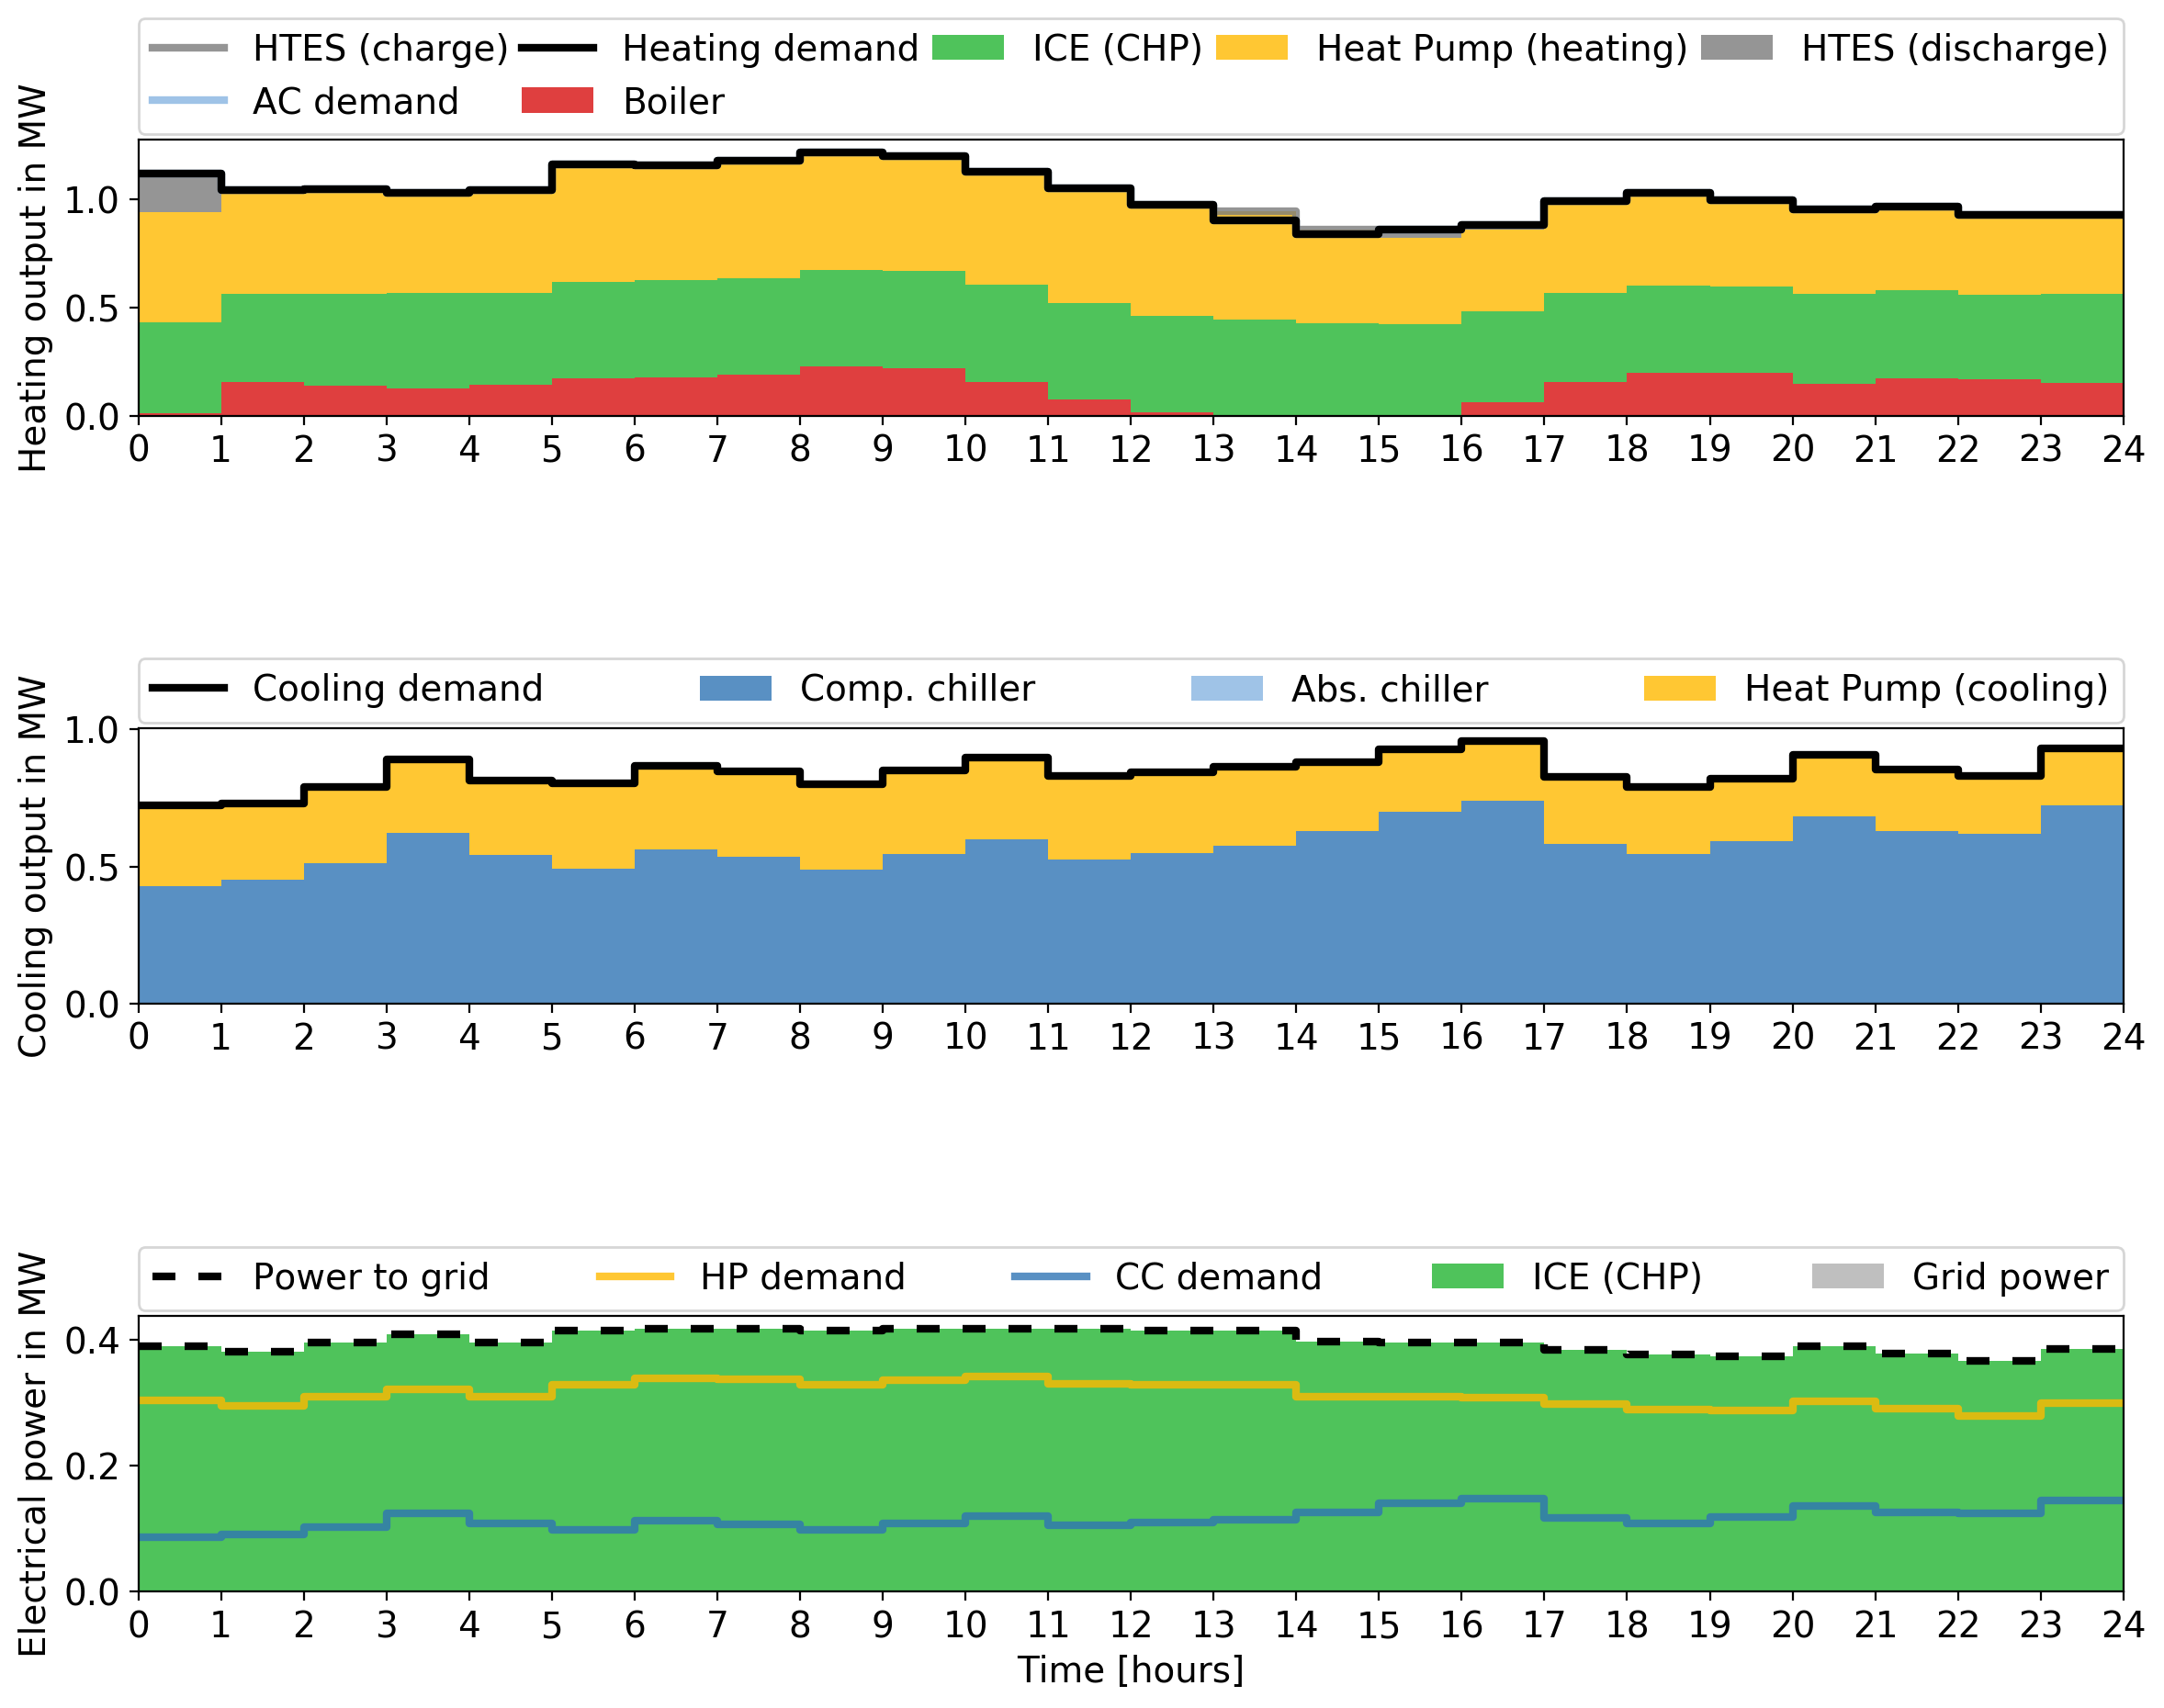 HTES (charge) Heating demand ICE (CHP) Heat Pump (heating) HTES (discharge)
AC demand Boiler
Heating output in MW
1.0
0.5
0.0
0 1 2 3 4 5 6 7 8 9 10 11 12 13 14 15 16 17 18 19 20 21 22 23 24
Cooling demand Comp. chiller Abs. chiller Heat Pump (cooling)
Cooling output in MW
1.0
0.5
0.0
0 1 2 3 4 5 6 7 8 9 10 11 12 13 14 15 16 17 18 19 20 21 22 23 24
Power to grid HP demand CC demand ICE (CHP) Grid power
Electrical power in MW
0.4
0.2
0.0
0 1 2 3 4 5 6 7 8 9 10 11 12 13 14 15 16 17 18 19 20 21 22 23 24
Time [hours]